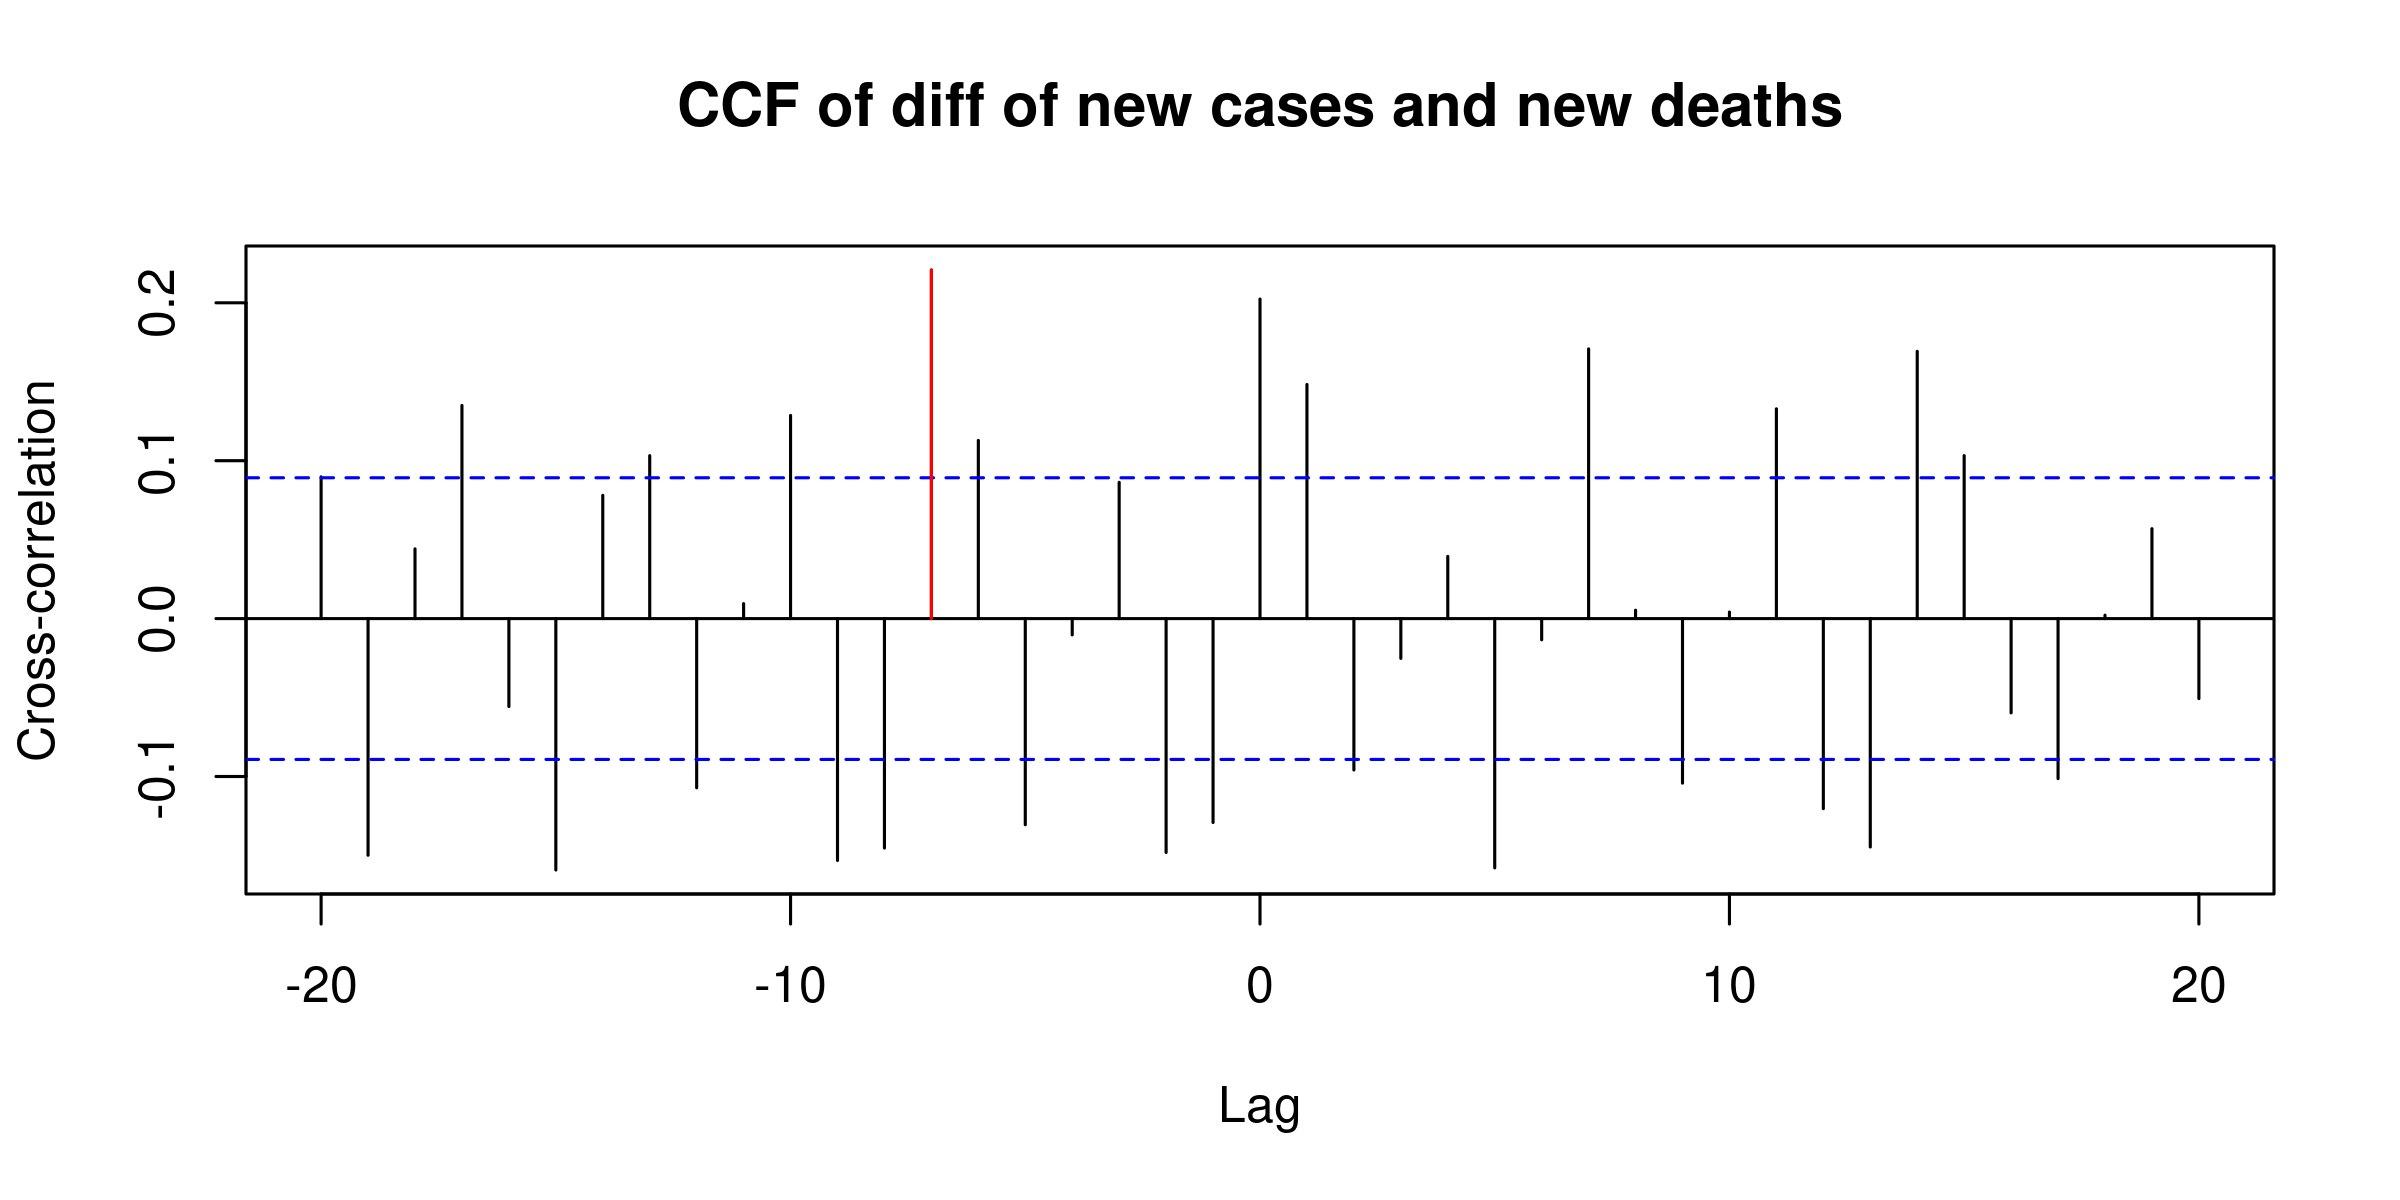 CCF of diff of new cases and new deaths
Cross-correlation
0.2
0.1
0.0
-0.1
-20 -10 0 10 20
Lag